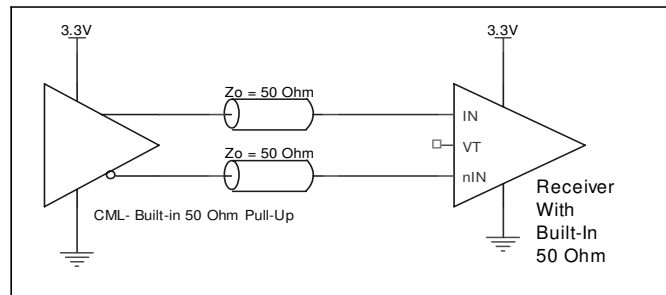 3.3V
3.3V
Zo = 50 Ohm
IN
VT
Zo = 50 Ohm
nIN
CML- Built-in 50 Ohm Pull-Up
Receiver
With
Built-In
50 Ohm